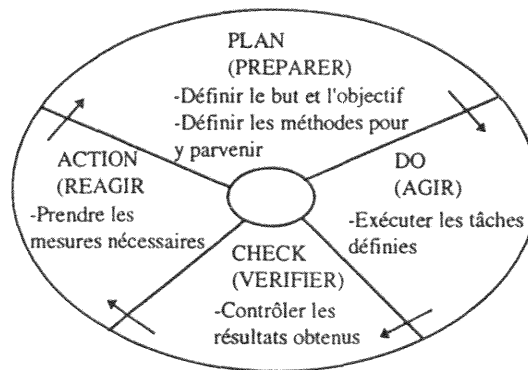 PLAN
(PREPARER)
-Définir le but et l'objectif
-Définir les méthodes pour
y parvenir
DO
(AGIR)
-Exécuter les tâches
définies
CHECK
(VERIFIER)
-Contrôler les
résultats obtenus
ACTION
(REAGIR
-Prendre les
mesures nécessaires